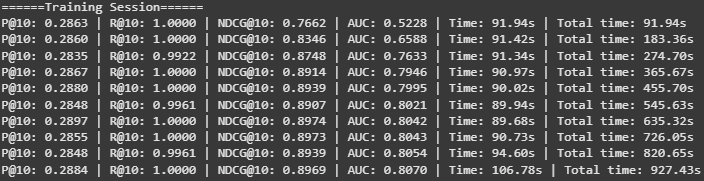 ======Training Session======
P@10: 0.2863 | R@10: 1.0000 | NDCG@10: 0.7662 | AUC: 0.5228 | Time: 91.94s | Total time: 91.94s
P@10: 0.2860 | R@10: 1.0000 | NDCG@10: 0.8346 | AUC: 0.6588 | Time: 91.42s | Total time: 183.36s
P@10: 0.2835 | R@10: 0.9922 | NDCG@10: 0.8748 | AUC: 0.7633 | Time: 91.34s | Total time: 274.70s
P@10: 0.2867 | R@10: 1.0000 | NDCG@10: 0.8914 | AUC: 0.7946 | Time: 90.97s | Total time: 365.67s
P@10: 0.2880 | R@10: 1.0000 | NDCG@10: 0.8939 | AUC: 0.7995 | Time: 90.02s | Total time: 455.70s
P@10: 0.2848 | R@10: 0.9961 | NDCG@10: 0.8907 | AUC: 0.8021 | Time: 89.94s | Total time: 545.63s
P@10: 0.2897 | R@10: 1.0000 | NDCG@10: 0.8974 | AUC: 0.8042 | Time: 89.68s | Total time: 635.32s
P@10: 0.2855 | R@10: 1.0000 | NDCG@10: 0.8973 | AUC: 0.8043 | Time: 90.73s | Total time: 726.05s
P@10: 0.2848 | R@10: 0.9961 | NDCG@10: 0.8939 | AUC: 0.8054 | Time: 94.60s | Total time: 820.65s
P@10: 0.2884 | R@10: 1.0000 | NDCG@10: 0.8969 | AUC: 0.8070 | Time: 106.78s | Total time: 927.43s